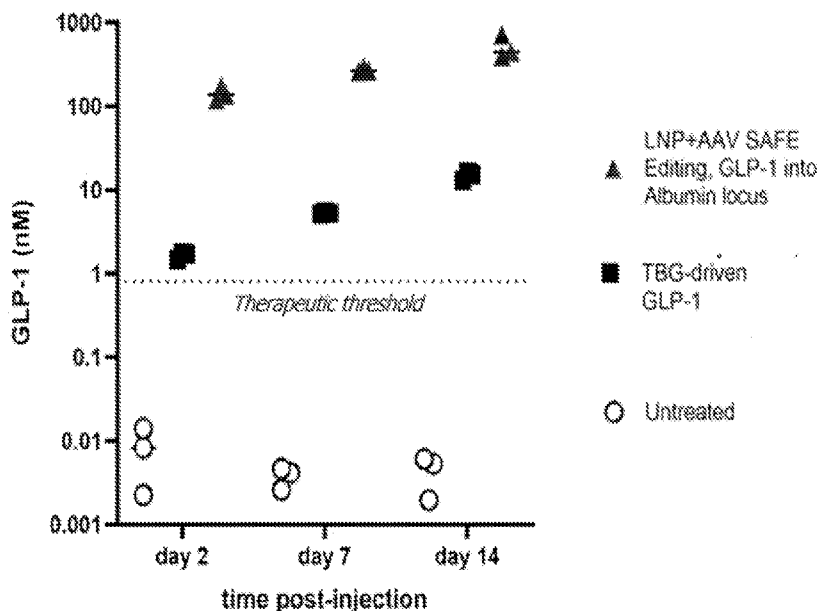 1000
100
10
1
0.1
0.01
0.001
GLP-1 (nM)
Therapeutic threshold
day 2
day 7
day 14
time post-injection
LNP+AAV SAFE
Editing, GLP-1 into
Albumin locus
TBG-driven
GLP-1
Untreated